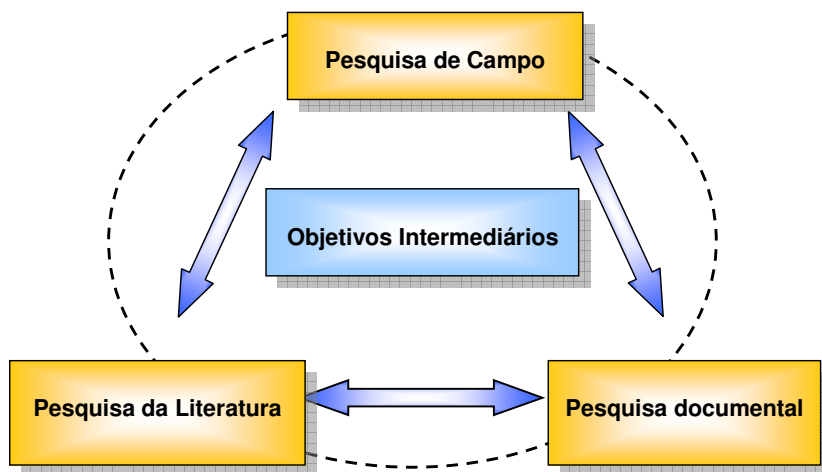 Pesquisa de Campo
Objetivos Intermediários
Pesquisa da Literatura
Pesquisa documental